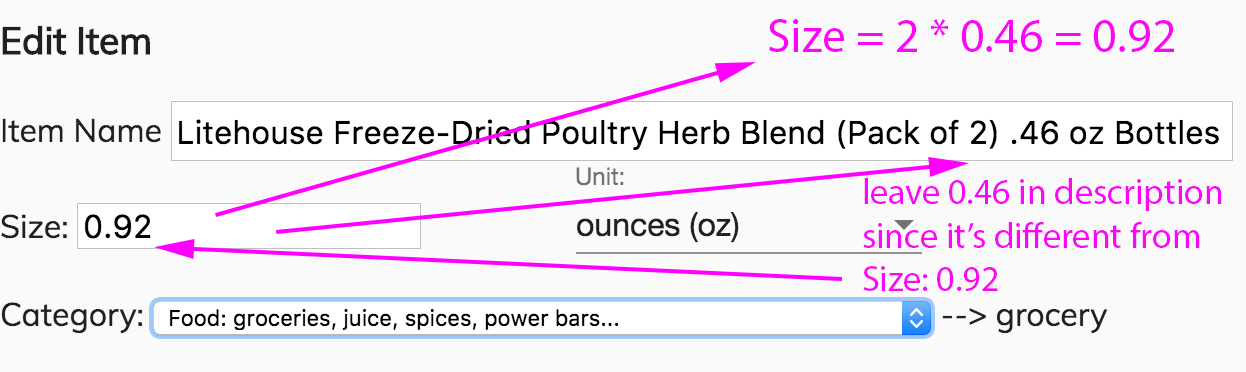 Size = 2 * 0.46 = 0.92
Edit Item
Item Name Litehouse Freeze-Dried Poultry Herb Blend (Pack of 2) .46 oz Bottles
Unit:
Size: 0.92 ounces (oz)
leave 0.46 in description
since it’s different from
Size: 0.92
Category: Food: groceries, juice, spices, power bars... --> grocery